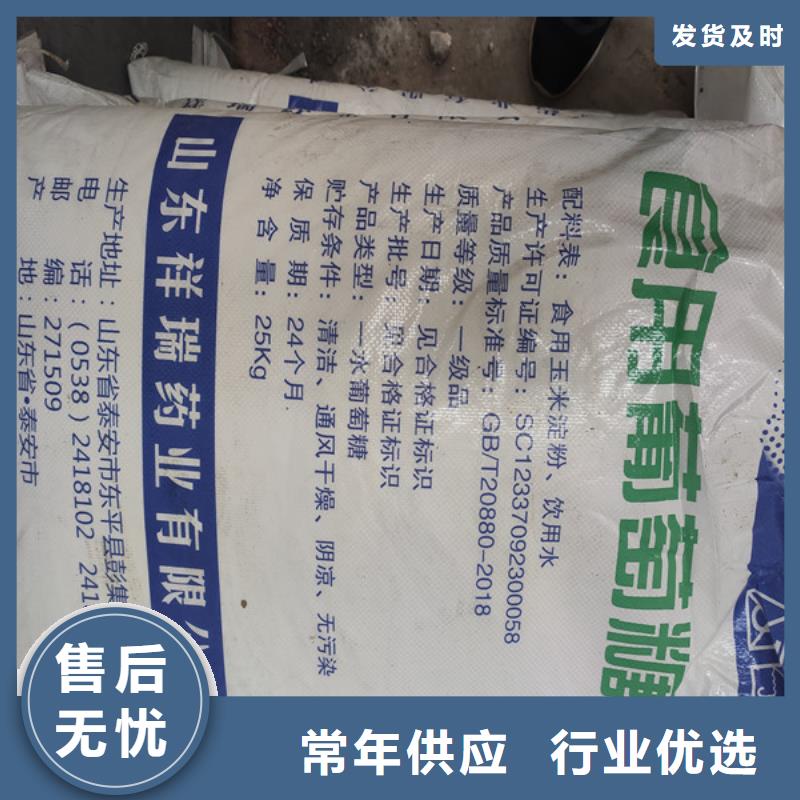 发货及时
食用葡萄糖
配料表：食用玉米淀粉、饮用水
生产许可证编号：SC12337092300058
产品质量标准号：GB/T20880-2018
质量等级：一级品
生产日期：见合格证标识
生产批号：见合格证标识
产品类型：一水葡萄糖
贮存条件：清洁、通风干燥、阴凉、无污染
保质期：24个月.
净含量：25Kg
山东祥瑞药业有限
生产地址：山东省泰安市东平县彭集
电话：(0538)2418102 241
邮编：271509
产地：山东省·泰安市
售后
无忧
常年供应 行业优选